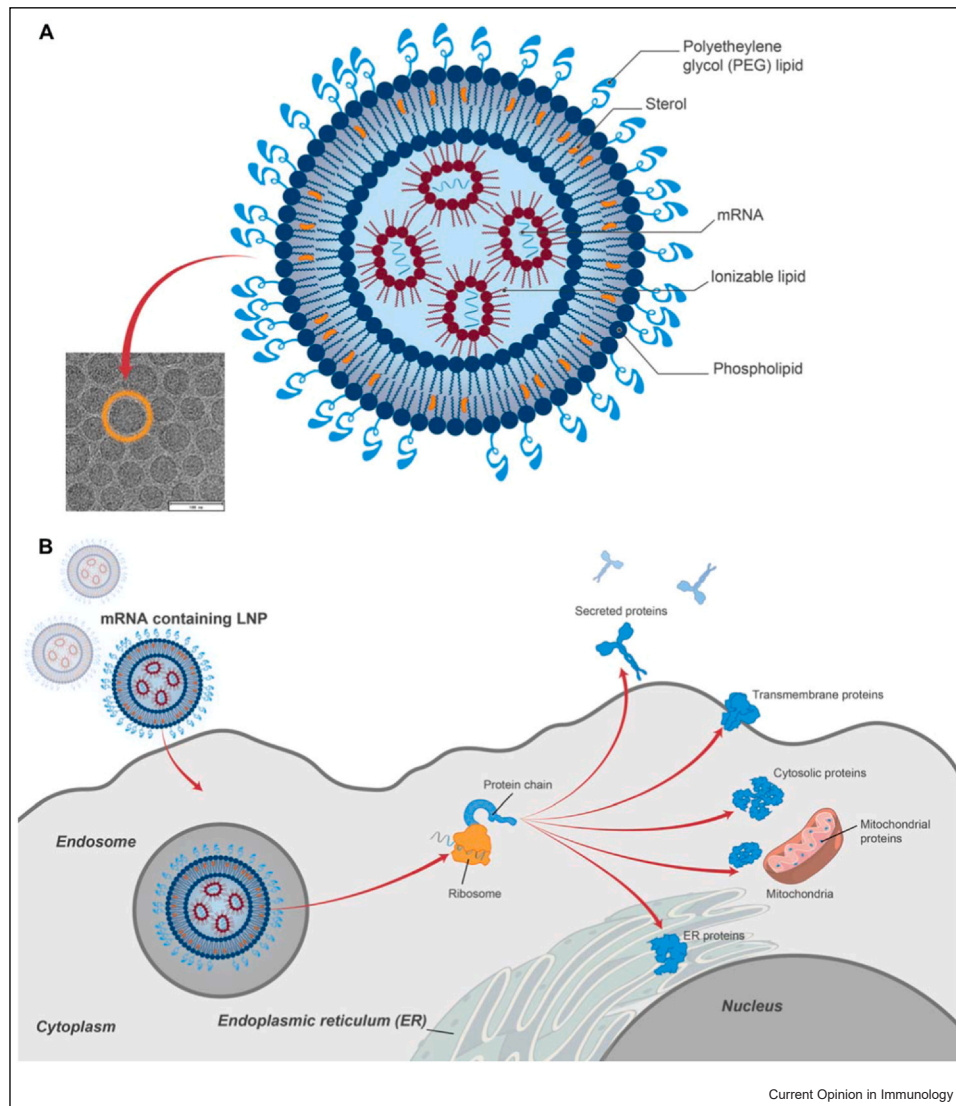 A
Polyetheylene
glycol (PEG) lipid
Sterol
mRNA
Ionizable lipid
Phospholipid
B
mRNA containing LNP
Secreted proteins
Transmembrane proteins
Protein chain
Cytosolic proteins
Endosome
Mitochondrial
proteins
Ribosome
Mitochondria
ER proteins
Nucleus
Endoplasmic reticulum (ER)
Cytoplasm
Current Opinion in Immunology